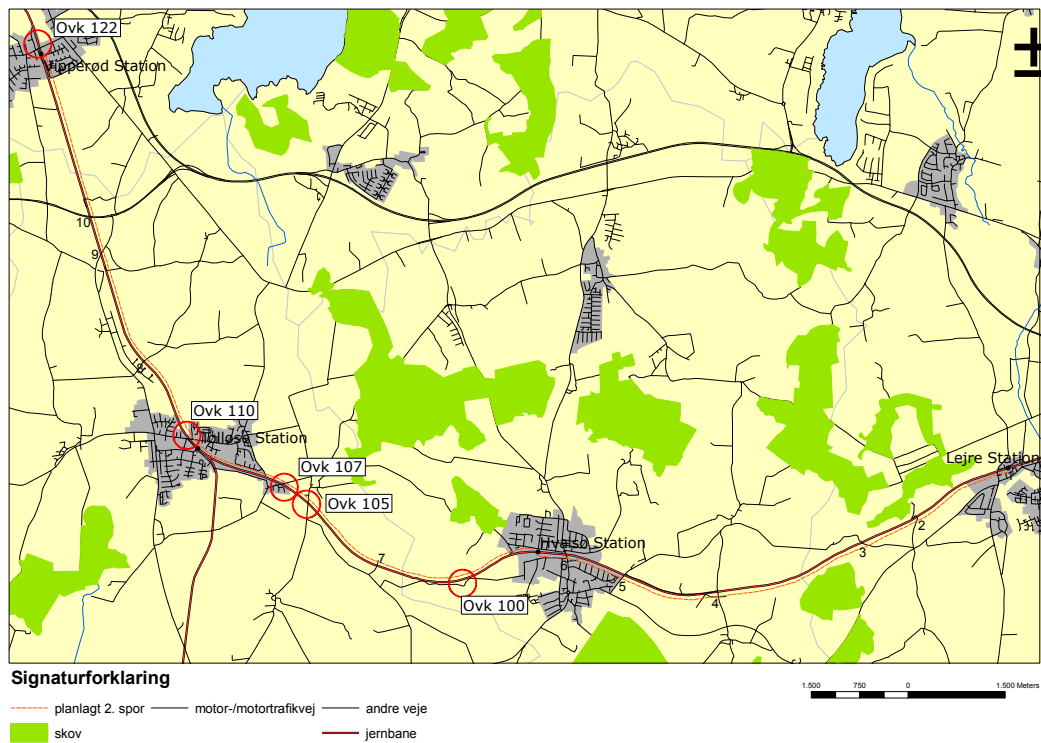 Ovk 122
Vipperød Station
10
9
8
Ovk 110
Tølløse Station
Ovk 107
Ovk 105
Lejre Station
2
Hvalsø Station
3
7
6
5
4
Ovk 100
Signaturforklaring
planlagt 2. spor
motor-/motortrafikvej
andre veje
skov
jernbane
1.500 750 0 1.500 Meters